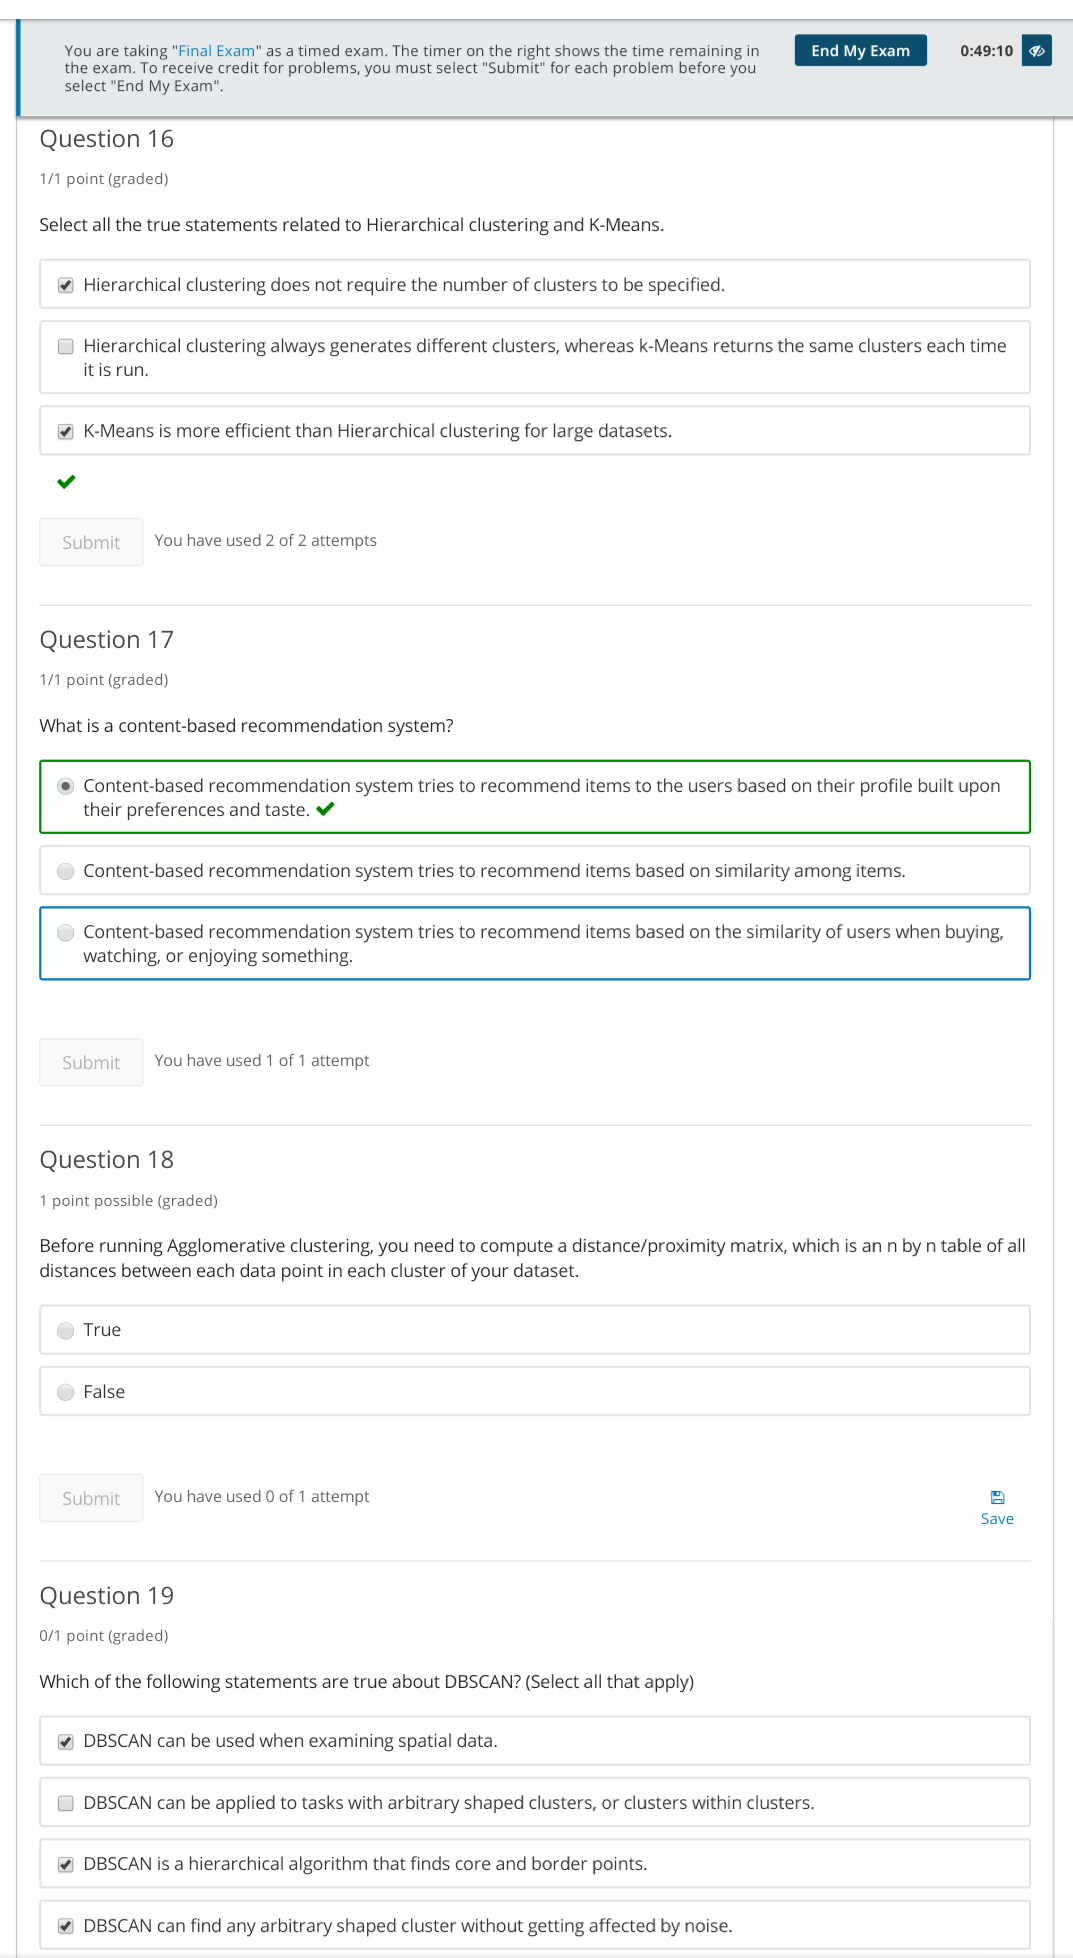 You are taking "Final Exam" as a timed exam. The timer on the right shows the time remaining in
the exam. To receive credit for problems, you must select "Submit" for each problem before you
select "End My Exam".
End My Exam
0:49:10
Question 16
1/1 point (graded)
Select all the true statements related to Hierarchical clustering and K-Means.
Hierarchical clustering does not require the number of clusters to be specified.
Hierarchical clustering always generates different clusters, whereas k-Means returns the same clusters each time
it is run.
K-Means is more efficient than Hierarchical clustering for large datasets.
Submit
You have used 2 of 2 attempts
Question 17
1/1 point (graded)
What is a content-based recommendation system?
Content-based recommendation system tries to recommend items to the users based on their profile built upon
their preferences and taste.
Content-based recommendation system tries to recommend items based on similarity among items.
Content-based recommendation system tries to recommend items based on the similarity of users when buying,
watching, or enjoying something.
Submit
You have used 1 of 1 attempt
Question 18
1 point possible (graded)
Before running Agglomerative clustering, you need to compute a distance/proximity matrix, which is an n by n table of all
distances between each data point in each cluster of your dataset.
True
False
Submit
You have used 0 of 1 attempt
Save
Question 19
0/1 point (graded)
Which of the following statements are true about DBSCAN? (Select all that apply)
DBSCAN can be used when examining spatial data.
DBSCAN can be applied to tasks with arbitrary shaped clusters, or clusters within clusters.
DBSCAN is a hierarchical algorithm that finds core and border points.
DBSCAN can find any arbitrary shaped cluster without getting affected by noise.